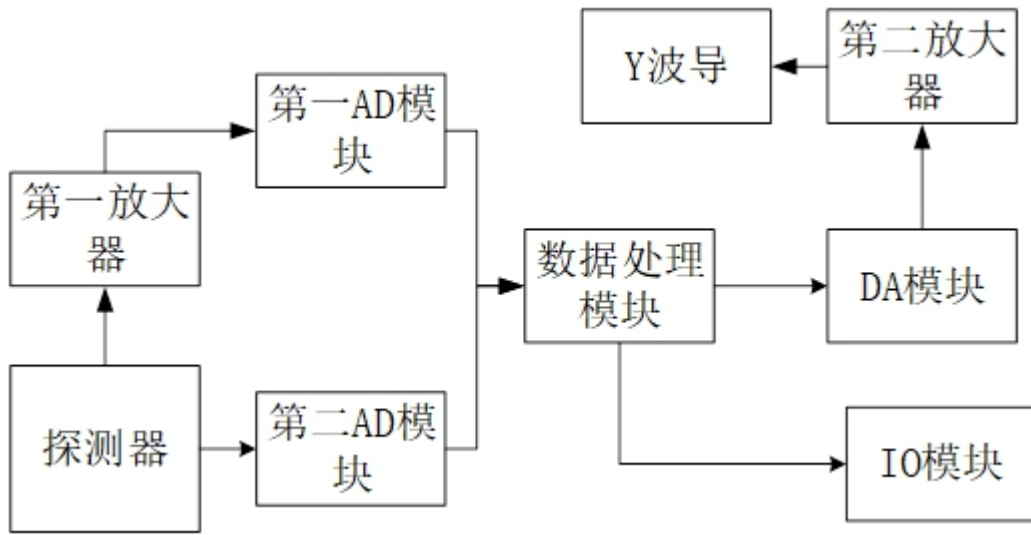 Y波导
第二放大
器
第一AD模
块
第一放大
器
数据处理
模块
DA模块
探测器
第二AD模
块
IO模块